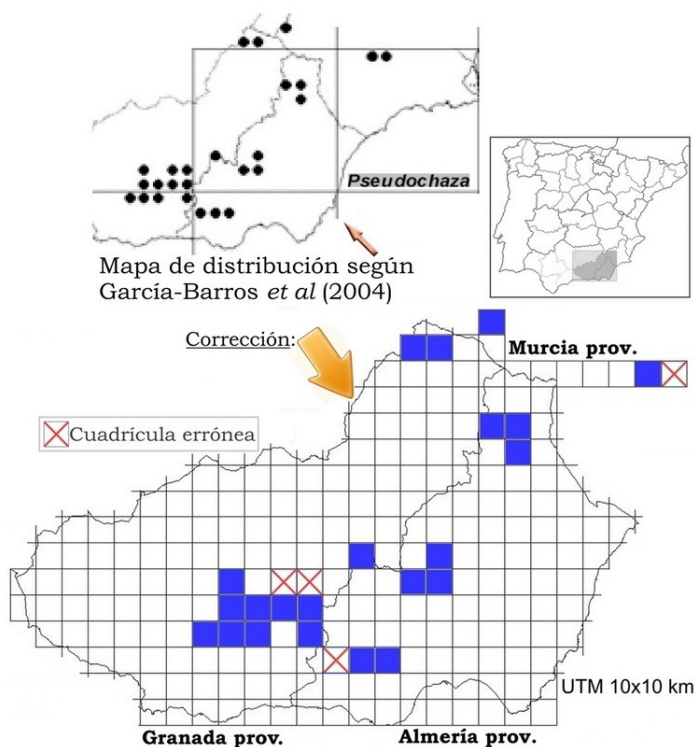 Pseudochaza
Mapa de distribución según
García-Barros et al (2004)
Corrección:
Murcia prov.
Cuadrícula errónea
UTM 10x10 km
Granada prov.
Almería prov.